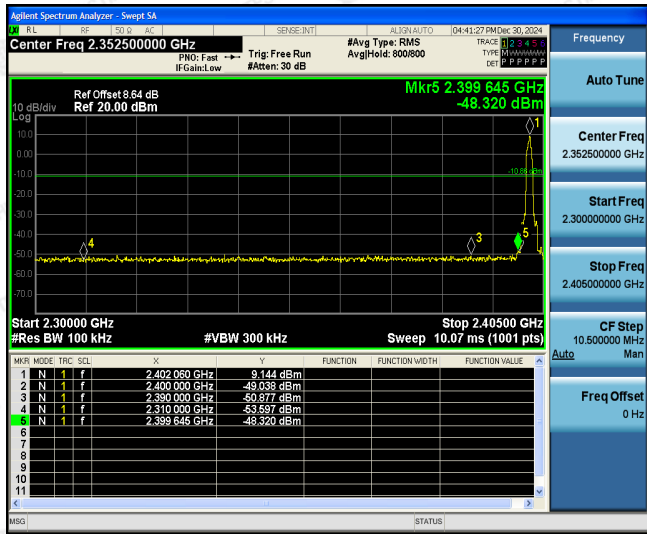 Agilent Spectrum Analyzer - Swept SA
RL RF 50 Ω AC SENSE:INT ALIGN AUTO 04:41:27 PM Dec 30, 2024
Center Freq 2.352500000 GHz #Avg Type: RMS TRACE 1 2 3 4 5 6
PNO: Fast Trig: Free Run Avg|Hold: 800/800 TYPE M
IFGain:Low #Atten: 30 dB DET P P P P P P
Mkr5 2.399 645 GHz
Ref Offset 8.64 dB
10 dB/div Ref 20.00 dBm -48.320 dBm
Log
10.0
0.00
-10.0
-20.0
-30.0
-40.0
-50.0
-60.0
-70.0
-10.86 dBm
1
4
3
5
Start 2.30000 GHz Stop 2.40500 GHz
#Res BW 100 kHz #VBW 300 kHz Sweep 10.07 ms (1001 pts)
MKR MODE TRC SCL X Y FUNCTION FUNCTION WIDTH FUNCTION VALUE
1 N 1 f 2.402 060 GHz 9.144 dBm
2 N 1 f 2.400 000 GHz -49.038 dBm
3 N 1 f 2.390 000 GHz -50.877 dBm
4 N 1 f 2.310 000 GHz -53.597 dBm
5 N 1 f 2.399 645 GHz -48.320 dBm
6
7
8
9
10
11
MSG STATUS
Frequency
Auto Tune
Center Freq
2.352500000 GHz
Start Freq
2.300000000 GHz
Stop Freq
2.405000000 GHz
CF Step
10.500000 MHz
Auto Man
Freq Offset
0 Hz